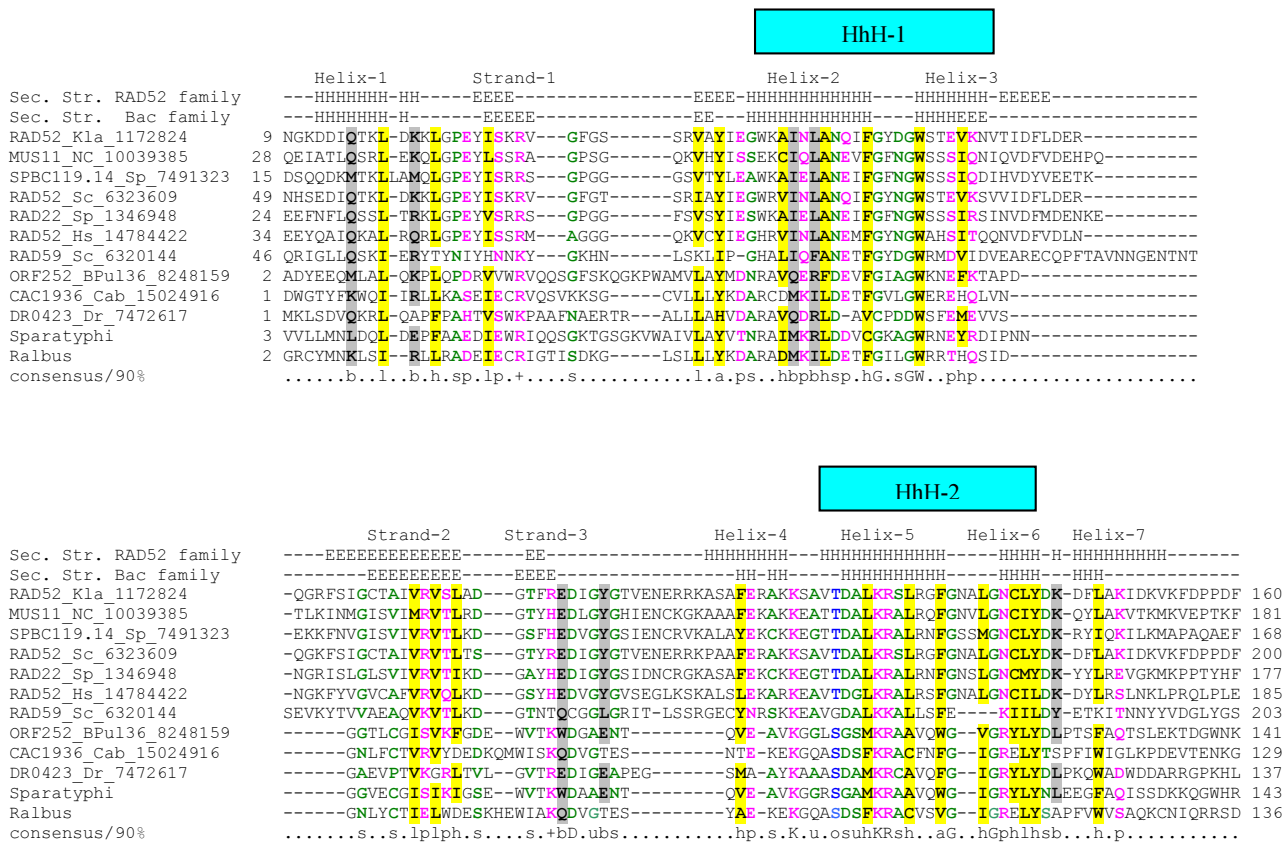 HhH-1
Helix-1 Strand-1 Helix-2 Helix-3
Sec. Str. RAD52 family ---HHHHHHH-HH-----EEEE------------------EEEE-HHHHHHHHHHHH----HHHHHHH--EEEEE---------
Sec. Str. Bac family ---HHHHHHH-HH------EEEEE-----------------EEEE-HHHHHHHHHHHH----HHHHEEE-------------------
RAD52_Kla_1172824 9 NGKDDIQTKL-DKKLGPEYISKRV-----GFGS-----SRVAYIEGWKAINLANQIFGYDGWSTEVKNVTIDFLDER----------
MUS11_NC_10039385 28 QEIATLQSRL-EKQLGPEYLSSRA-----GPSG-----QKVHYISSEKCIQLANEVFGFNGWSSSIQNIQVDFVDEHPQ---------
SPBC119.14_Sp_7491323 15 DSQQDKMTKLLAMQLGPEYISRRS-----GPGG-----GSVTYLEAWKAIELANEIFGFNGWSSSIQDIHVDYVEETK----------
RAD52_Sc_6323609 49 NHSEDIQTKL-DKKLGPEYISKRV-----GFGT-----SRIAYIEGWRVINLANQIFGYNGWSTEVKSVVIDFLDER-----------
RAD22_Sp_1346948 24 EEFNFLQSSL-TRKLGPEYVSRRS-----GPGG-----FSVSYIESWKAIELANEIFGFNGWSSSIRSINVDFMDENKE---------
RAD52_Hs_14784422 34 EEYQAIQKAL-RQRLGPEYISSRM-----AGGG-----QKVCYIEGHRVINLANEMFGYNGWAHSITQQNVDFVDLN-----------
RAD59_Sc_6320144 46 QRIGLLQSKI-ERYTYNIYHNNKY-----GKHN-----LSKLIP-GHALIQFANETFGYNGWRMDVIDVEARECQPFTAVNNGENTNT
ORF252_BPul36_8248159 2 ADYEEQMLAL-QKPLQPDRVVWRVQQSGFSKQGKPWAMVLAYMDNRAVQERFDEVFGIAGWKNEFKTAPD------------------
CAC1936_Cab_15024916 1 DWGTYFKWQI-IRLLKASEIECRVQSVKKSG-----CVLLLYKDARCDMKILDETFGVLGWEREHQLVN-------------------
DR0423_Dr_7472617 1 MKLSDVQKRL-QAPFPAHTVSWKPAAFNAERTR---ALLLAHVDARAVQDRLD-AVCPDDWSFEMEVVS-------------------
Sparatyphi 3 VVLLMNLDQL-DEPFAAEDIEWRIQQSGKTGSGKVWAIVLAYVTNRAIMKRLDDVCGKAGWRNEYRDIPNN-----------------
Ralbus 2 GRCYMNKLSI-RLLRADEIECRIGTISDKG------LSLLLYKDARADMKILDETFGILGWRRTHQSID-------------------
consensus/90% ......b..l..b.h.sp.lp.+....s.........l.a.ps..hbpbhsp.hG.sGW..php......................
HhH-2
Strand-2 Strand-3 Helix-4 Helix-5 Helix-6 Helix-7
Sec. Str. RAD52 family ----EEEEEEEEEEEEE------EE---------------HHHHHHHH---HHHHHHHHHHHH-----HHHH-H-HHHHHHHHH-------
Sec. Str. Bac family --------EEEEEEEEE-----EEEE------------------HH-HH---HHHHHHHHHH------HHHH---HHH-------------
RAD52_Kla_1172824 -QGRFSIGCTAIVRVSLAD---GTFREDIGYGTVENERRKASAFERAKKSAVTDALKRSLRGFGNALGNCLYDK-DFLAKIDKVKFDPPDF 160
MUS11_NC_10039385 -TLKINMGISVIMRVTLRD---GTYHEDLGYGSIENCRGKAAAFEKAKKEATTDALKRALRQFGNVLGNCLYDK-QYLAKVTKMKVEPTKF 181
SPBC119.14_Sp_7491323 -EKKFNVGISVIVRVTLKD---GSFHEDVGYGSIENCRVKALAYEKCKKEGTTDALKRALRNFGSSMGNCLYDK-RYIQKILKMAPAQAEF 168
RAD52_Sc_6323609 -QGKFSIGCTAIVRVTLTS---GTYREDIGYGTVENERRKPAAFERAKKSAVTDALKRSLRGFGNALGNCLYDK-DFLAKIDKVKFDPPDF 200
RAD22_Sp_1346948 -NGRISLGLSVIVRVTIKD---GAYHEDIGYGSIDNCRGKASAFEKCKKEGTTDALKRALRNFGNSLGNCMYDK-YYLREVGKMKPPTYHF 177
RAD52_Hs_14784422 -NGKFYVGVCAFVRVQLKD---GSYHEDVGYGVSEGLKSKALSLEKARKEAVTDGLKRALRSFGNALGNCILDK-DYLRSLNKLPRQLPLE 185
RAD59_Sc_6320144 -SEVKYTVVAEAQVKVTLKD---GTNTQCGGLGRIT-LSSRGECYNRSKKEAVGDALKKALLSFE---KIILDY-ETKITNNYYVDGLYGS 203
ORF252_BPul36_8248159 ------GGTLCGISVKFGDE--WVTKWDGAENT--------QVE-AVKGGLSGSMKRAAVQWG-VGRYLYDLPTSFAQTSLEKTDGWNK 141
CAC1936_Cab_15024916 ------GNLFCTVRVYDEDKQMWISKQDVGTES--------NTE-KEKGQASDSFKRACFNFG-IGRELYTSPFIWIGLKPDEVTENKG 129
DR0423_Dr_7472617 ------GAEVPTVKGRLTVL--GVTREDIGEAPEG------SMA-AYKAAASDAMKRCAVQFG-IGRYLYDLPKQWADWDDARRGPKHL 137
Sparatyphi ------GGVECGISIKIGSE--WVTKWDAAENT--------QVE-AVKGGRSGAMKRAAVQWG-IGRYLYNLEEGFAQISSDKKQGWHR 143
Ralbus ------GNLYCTIELWDESKHEWIAKQDVGTES--------YAE-KEKGQASDSFKRACVSVG-IGRELYSAPFVWVSAQKCNIQRRSD 136
consensus/90% .......s..s.lplph.s....s.+bD.ubs.........hp.s.K.u.osuhKRsh..aG..hGphlhsb..h.p.............